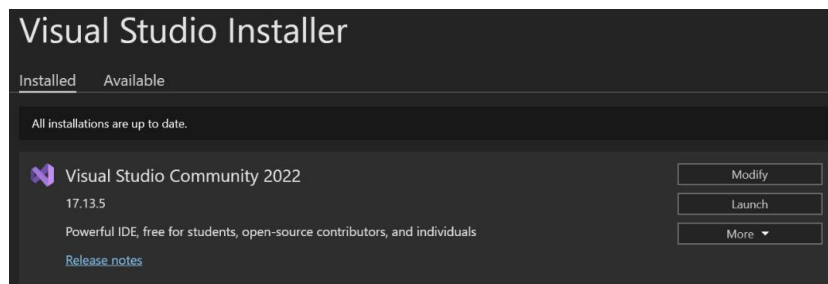 Visual Studio Installer
Installed Available
All installations are up to date.
Visual Studio Community 2022
Modify
17.13.5
Launch
Powerful IDE, free for students, open-source contributors, and individuals
More
Release notes